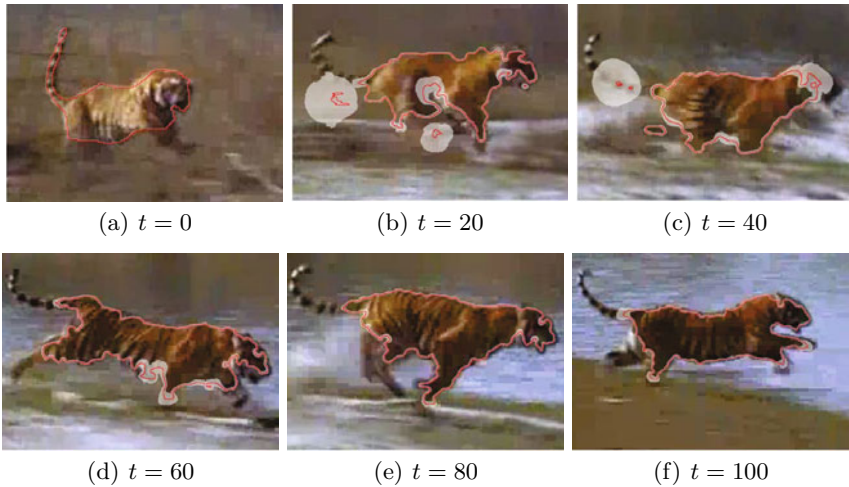 (a) t = 0
(b) t = 20
(c) t = 40
(d) t = 60
(e) t = 80
(f) t = 100